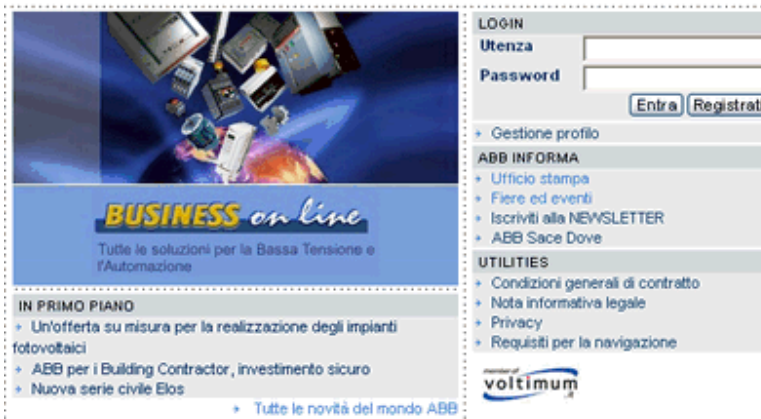 BUSINESS on line
Tutte le soluzioni per la Bassa Tensione e
l'Automazione
IN PRIMO PIANO
Un'offerta su misura per la realizzazione degli impianti
fotovoltaici
ABB per i Building Contractor, investimento sicuro
Nuova serie civile Elos
Tutte le novità del mondo ABB
LOGIN
Utenza
Password
Entra Registrati
Gestione profilo
ABB INFORMA
Ufficio stampa
Fiere ed eventi
Iscriviti alla NEWSLETTER
ABB Sace Dove
UTILITIES
Condizioni generali di contratto
Nota informativa legale
Privacy
Requisiti per la navigazione
member of
voltimum
.it